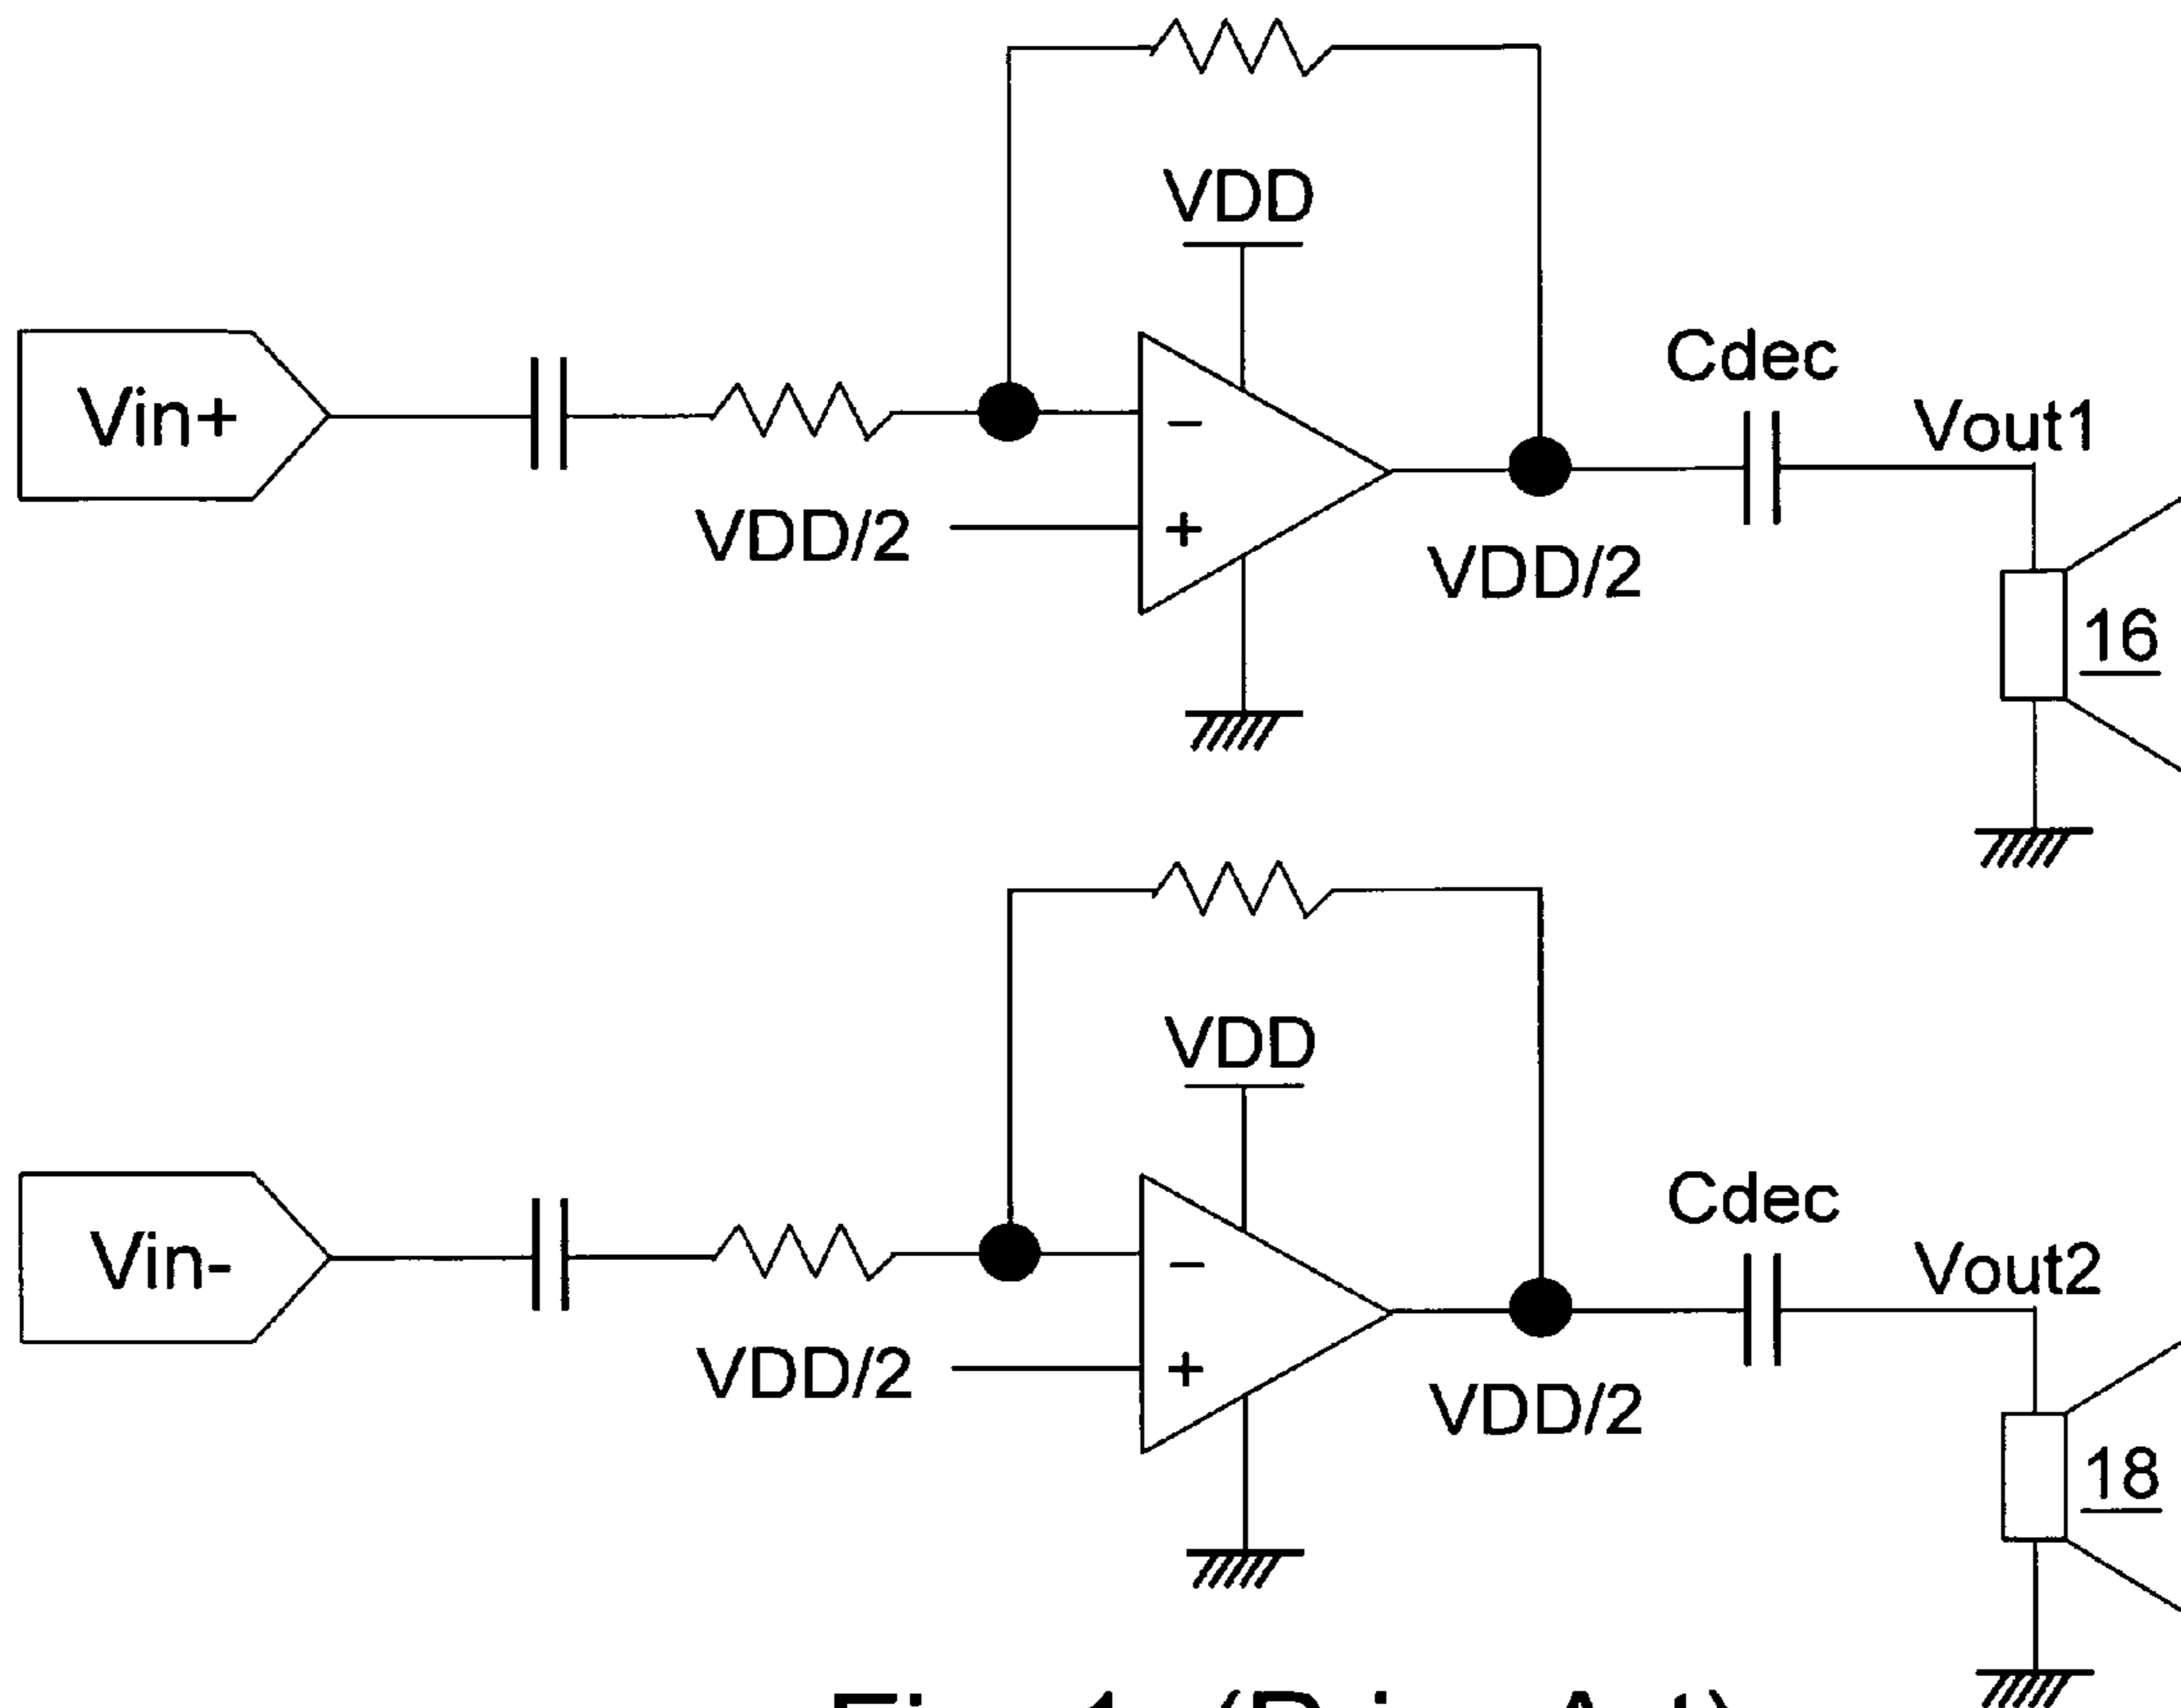 VDD
Cdec
Vin+
Vout1
−
VDD/2
+
VDD/2
16
VDD
Cdec
Vin-
Vout2
−
VDD/2
+
VDD/2
18